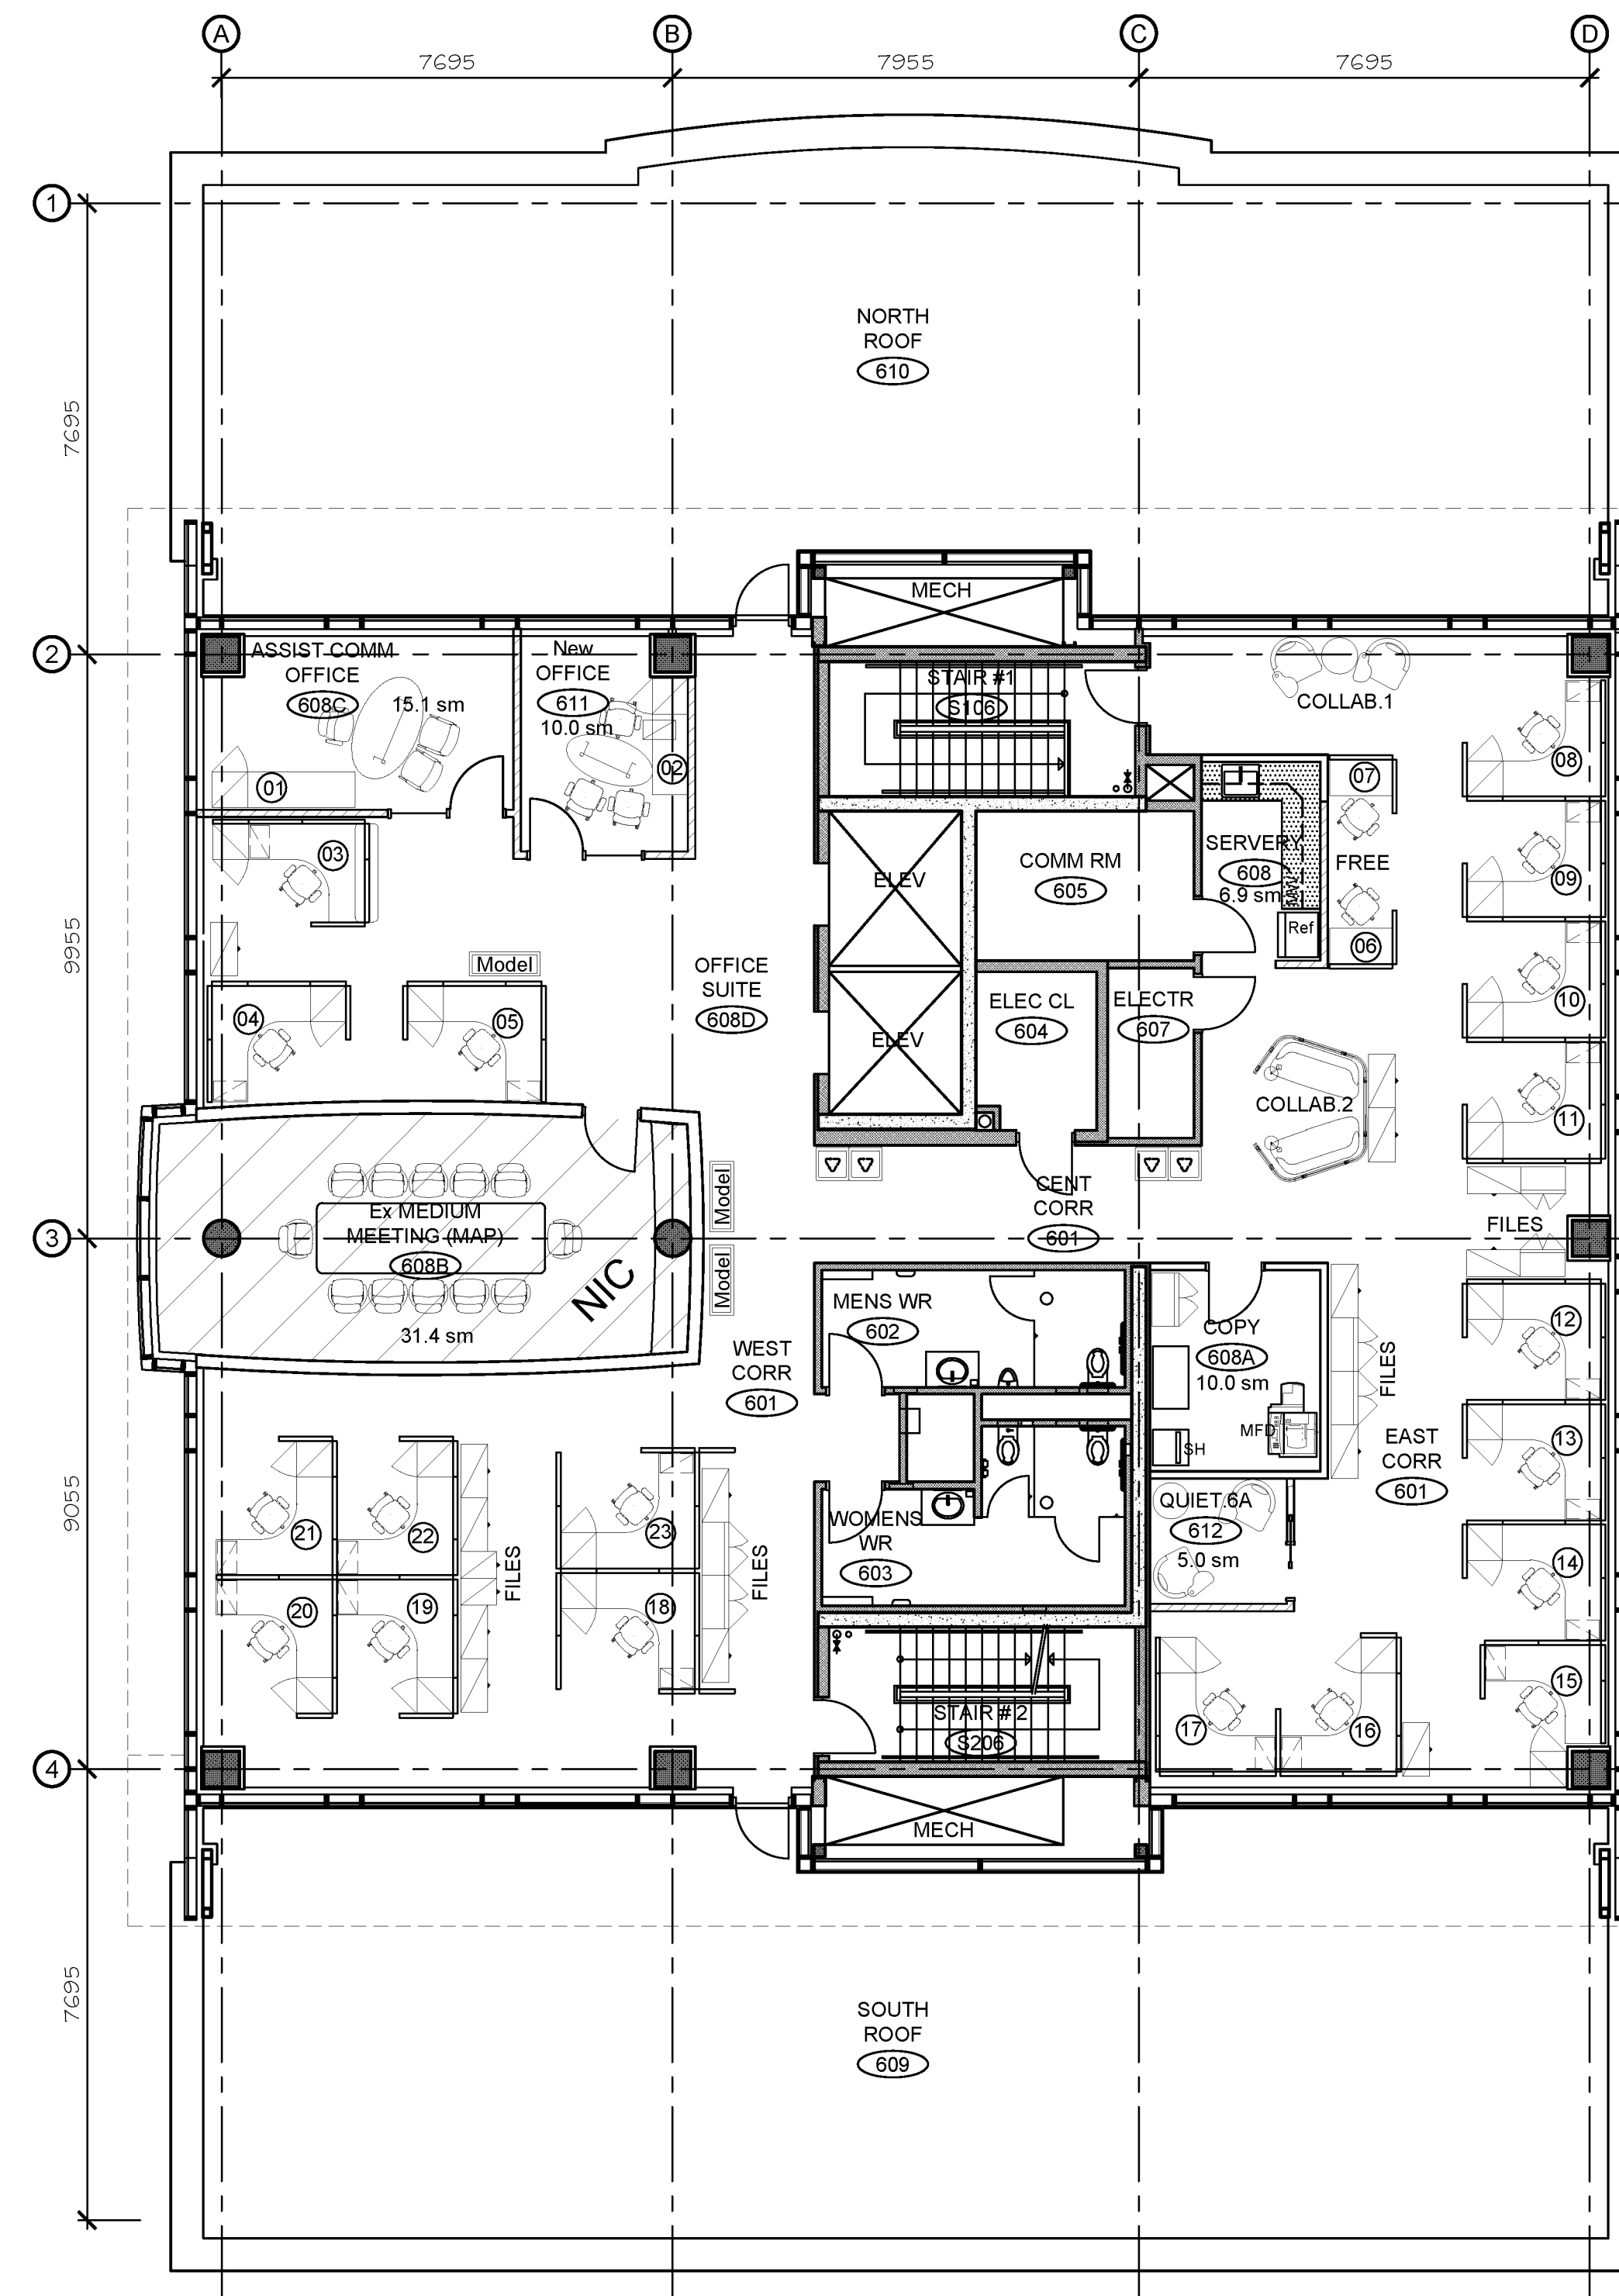 A
B
C
D
7695
7955
7695
1
7695
NORTH
ROOF
610
MECH
2
ASSIST COMM
OFFICE
608C
15.1 sm
01
New
OFFICE
611
10.0 sm
02
STAIR #1
S106
COLLAB.1
08
07
03
ELEV
COMM RM
605
SERVERY
608
6.9 sm
FREE
09
Ref
06
9955
Model
OFFICE
SUITE
608D
04
05
ELEV
ELEC CL
604
ELECTR
607
10
COLLAB.2
11
3
Ex MEDIUM
MEETING (MAP)
608B
31.4 sm
NIC
Model
Model
CENT
CORR
601
FILES
MENS WR
602
COPY
608A
10.0 sm
MFD
SH
FILES
12
WEST
CORR
601
EAST
CORR
601
13
9055
21
22
FILES
23
FILES
WOMENS
WR
603
QUIET.6A
612
5.0 sm
14
20
19
18
15
17
16
STAIR # 2
S206
4
MECH
7695
SOUTH
ROOF
609